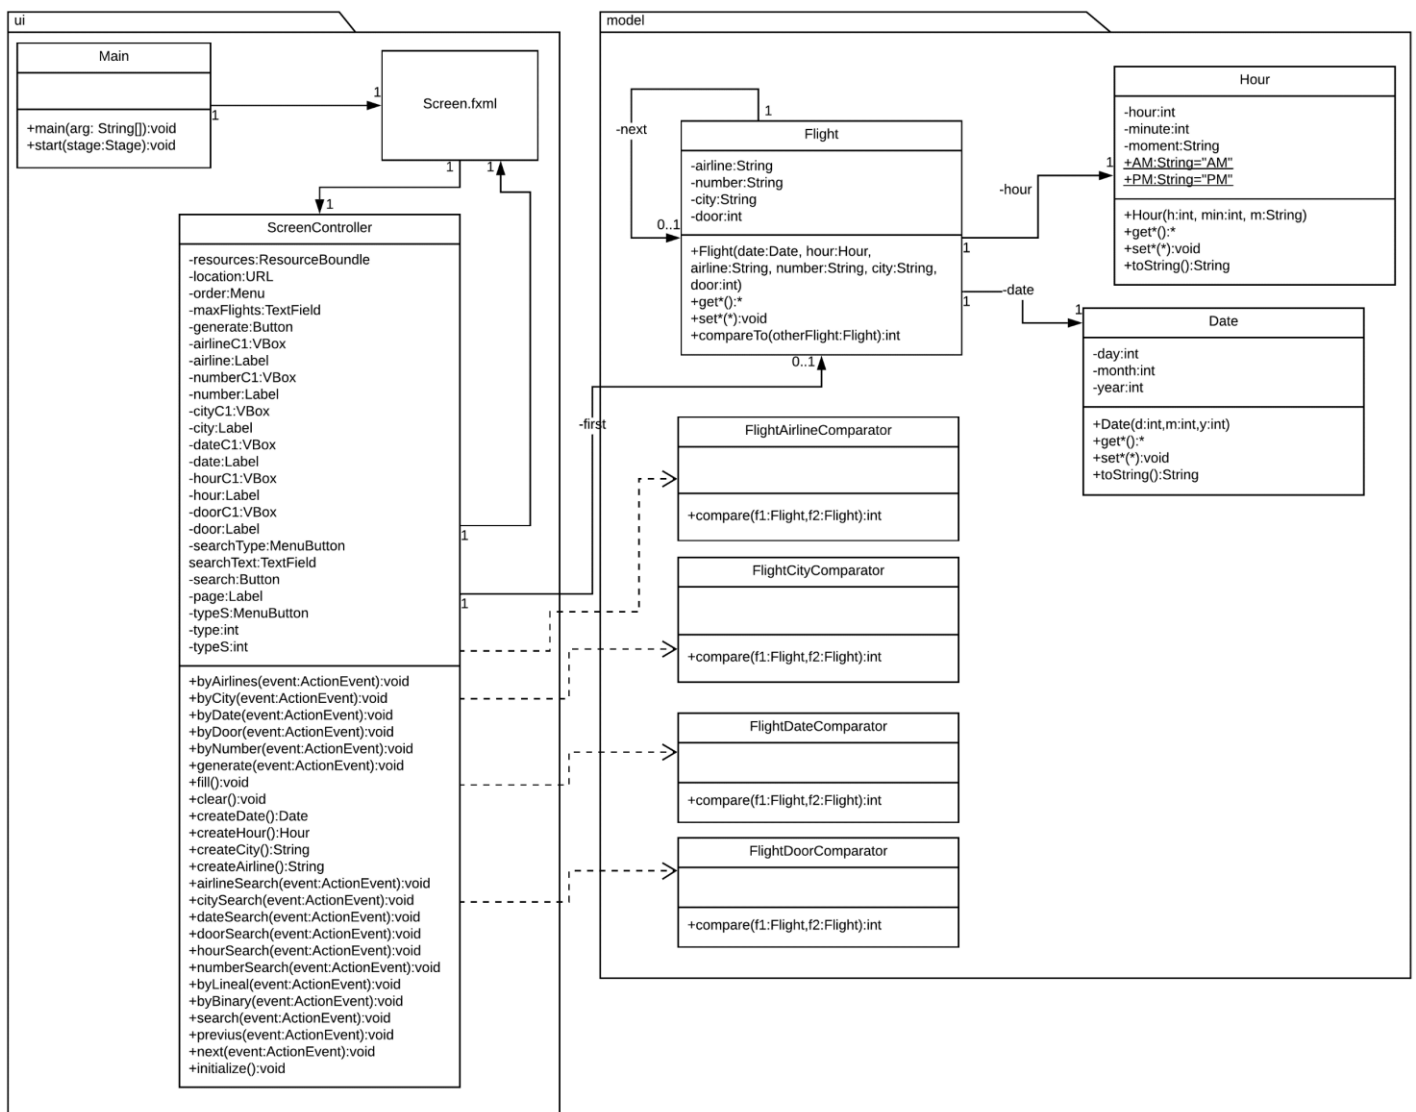 ui
Main
+main(arg: String[]):void
+start(stage:Stage):void
1
1
Screen.fxml
1
1
1
ScreenController
-resources:ResourceBoundle
-location:URL
-order:Menu
-maxFlights:TextField
-generate:Button
-airlineC1:VBox
-airline:Label
-numberC1:VBox
-number:Label
-cityC1:VBox
-city:Label
-dateC1:VBox
-date:Label
-hourC1:VBox
-hour:Label
-doorC1:VBox
-door:Label
-searchType:MenuButton
searchText:TextField
-search:Button
-page:Label
-typeS:MenuButton
-type:int
-typeS:int
1
1
+byAirlines(event:ActionEvent):void
+byCity(event:ActionEvent):void
+byDate(event:ActionEvent):void
+byDoor(event:ActionEvent):void
+byNumber(event:ActionEvent):void
+generate(event:ActionEvent):void
+fill():void
+clear():void
+createDate():Date
+createHour():Hour
+createCity():String
+createAirline():String
+airlineSearch(event:ActionEvent):void
+citySearch(event:ActionEvent):void
+dateSearch(event:ActionEvent):void
+doorSearch(event:ActionEvent):void
+hourSearch(event:ActionEvent):void
+numberSearch(event:ActionEvent):void
+byLineal(event:ActionEvent):void
+byBinary(event:ActionEvent):void
+search(event:ActionEvent):void
+previus(event:ActionEvent):void
+next(event:ActionEvent):void
+initialize():void
model
1
-next
0..1
Flight
-airline:String
-number:String
-city:String
-door:int
+Flight(date:Date, hour:Hour,
airline:String, number:String, city:String,
door:int)
+get*():*
+set*(*):void
+compareTo(otherFlight:Flight):int
0..1
-first
1
-hour
1
1
-date
1
Hour
-hour:int
-minute:int
-moment:String
+AM:String="AM"
+PM:String="PM"
+Hour(h:int, min:int, m:String)
+get*():*
+set*(*):void
+toString():String
Date
-day:int
-month:int
-year:int
+Date(d:int,m:int,y:int)
+get*():*
+set*(*):void
+toString():String
FlightAirlineComparator
+compare(f1:Flight,f2:Flight):int
FlightCityComparator
+compare(f1:Flight,f2:Flight):int
FlightDateComparator
+compare(f1:Flight,f2:Flight):int
FlightDoorComparator
+compare(f1:Flight,f2:Flight):int